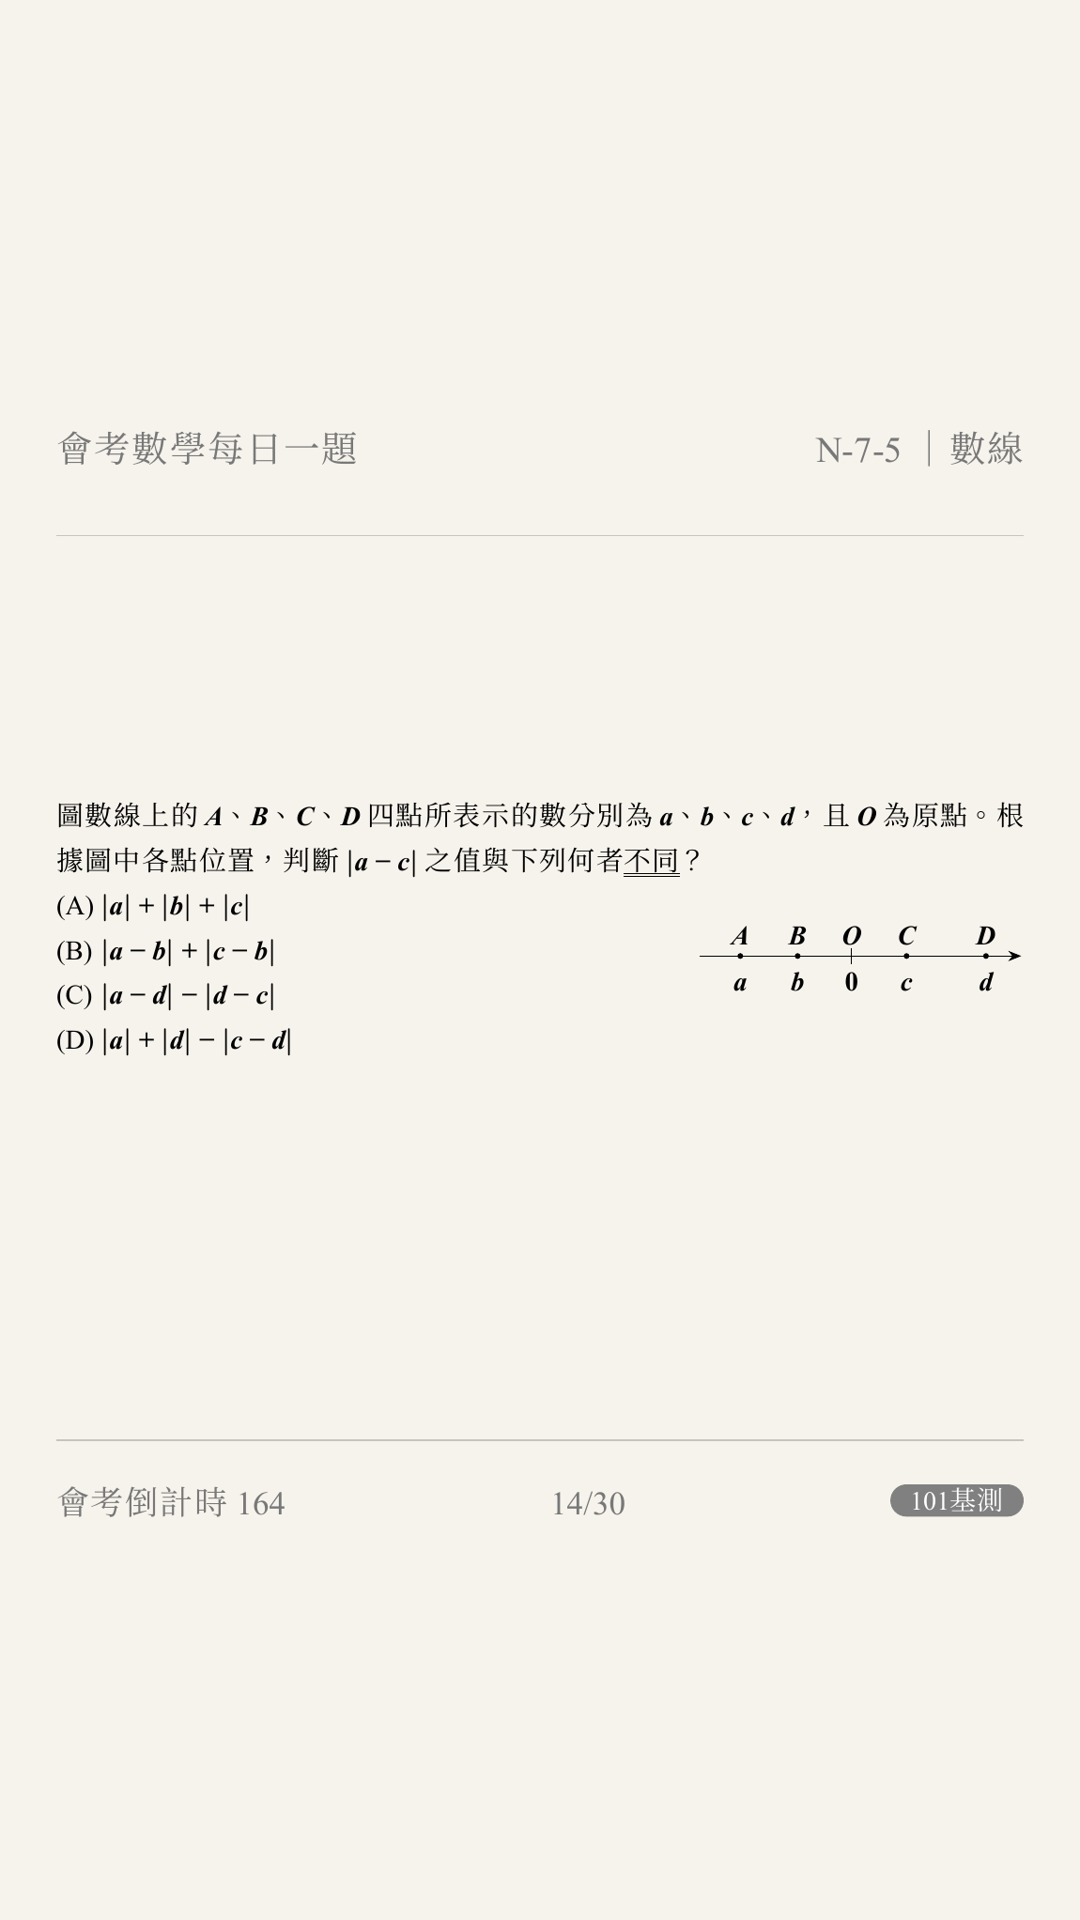 會考數學每日一題
N-7-5｜數線
圖數線上的 A、B、C、D 四點所表示的數分別為 a、b、c、d，且 O 為原點。根
據圖中各點位置，判斷 |a − c| 之值與下列何者不同？
(A) |a| + |b| + |c|
(B) |a − b| + |c − b|
(C) |a − d| − |d − c|
(D) |a| + |d| − |c − d|
A B O C D
a b 0 c d
會考倒計時 164
14/30
101基測